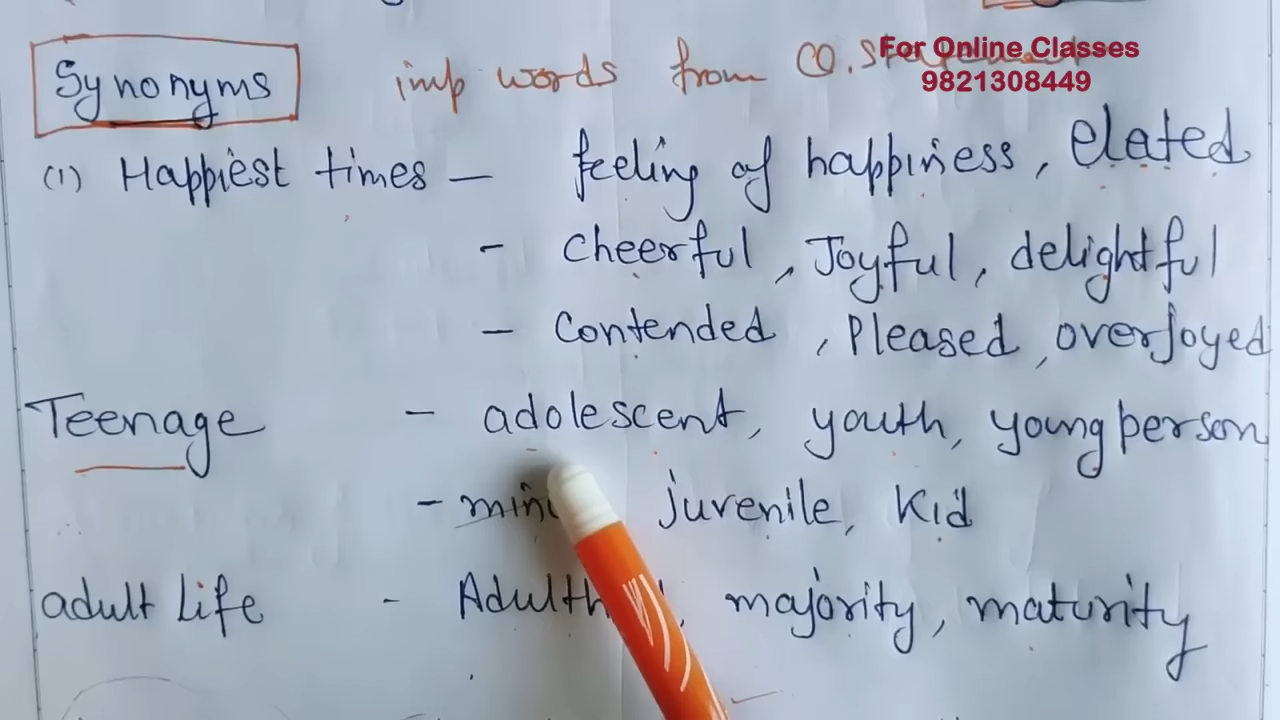 For Online Classes
Synonyms imp words from CQ.
9821308449
(1) Happiest times - feeling of happiness, elated
- Cheerful, Joyful, delightful
- Contended, Pleased, overjoyed
Teenage - adolescent, youth, young person
- juvenile, Kid
adult Life - majority, maturity